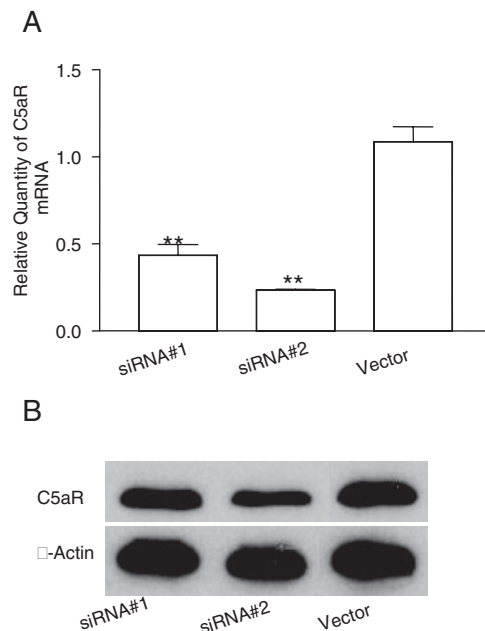 A
Relative Quantity of C5aR
mRNA
1.5
1.0
0.5
0.0
**
**
siRNA#1
siRNA#2
Vector
B
C5aR
□-Actin
siRNA#1
siRNA#2
Vector